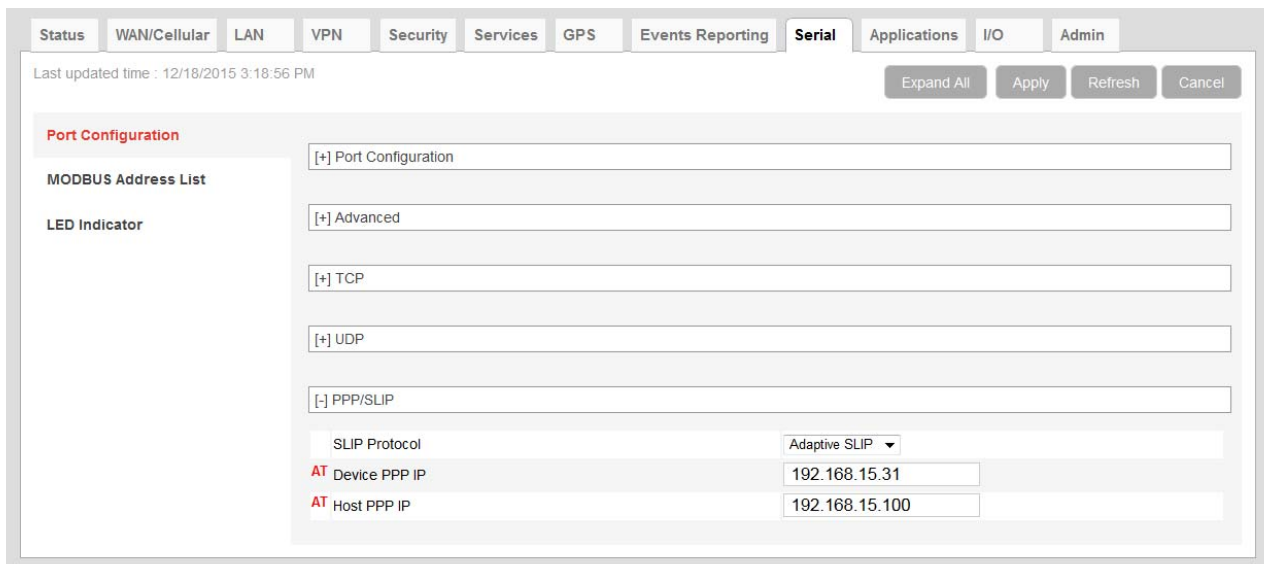 Status WAN/Cellular LAN VPN Security Services GPS Events Reporting Serial Applications I/O Admin
Last updated time : 12/18/2015 3:18:56 PM
Expand All Apply Refresh Cancel
Port Configuration
MODBUS Address List
LED Indicator
[+] Port Configuration
[+] Advanced
[+] TCP
[+] UDP
[-] PPP/SLIP
SLIP Protocol Adaptive SLIP
AT Device PPP IP 192.168.15.31
AT Host PPP IP 192.168.15.100